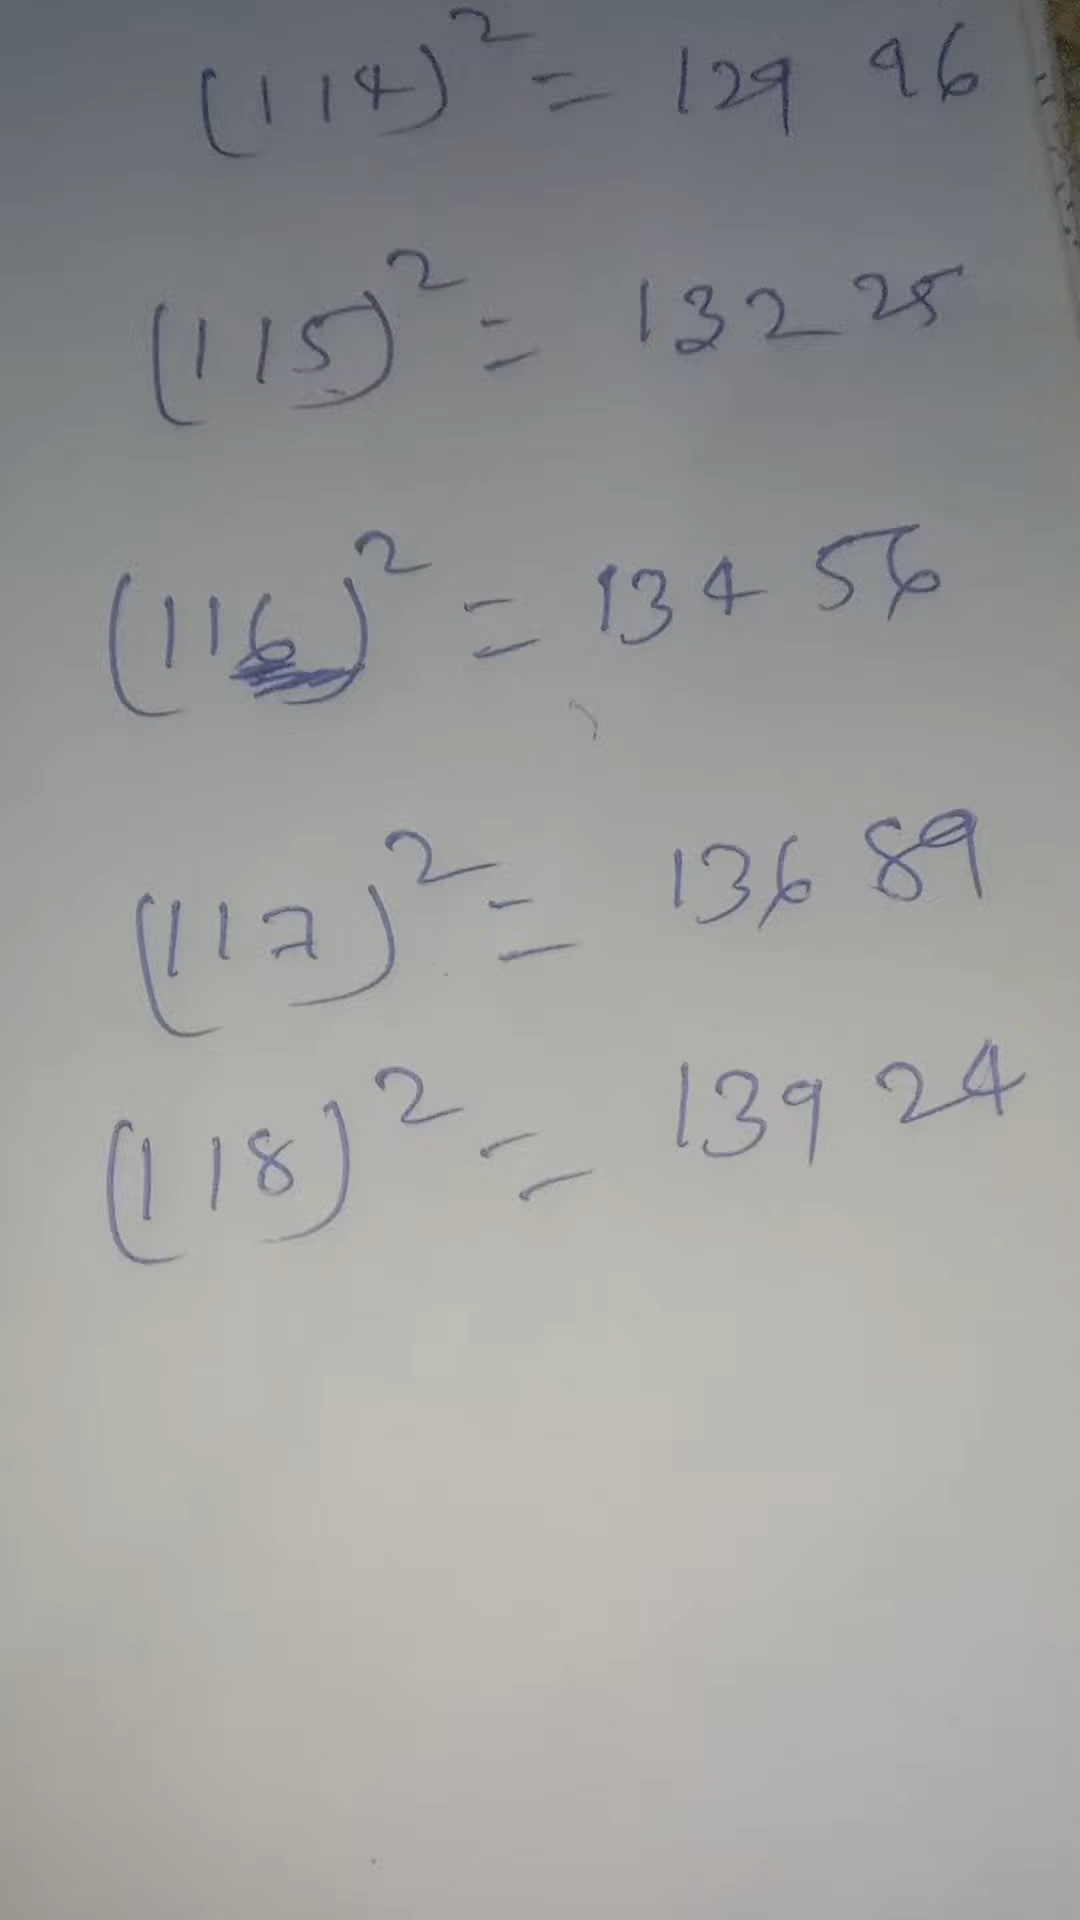 (114)² = 129 96
(115)² = 132 25
(116)² = 134 56
(117)² = 136 89
(118)² = 139 24